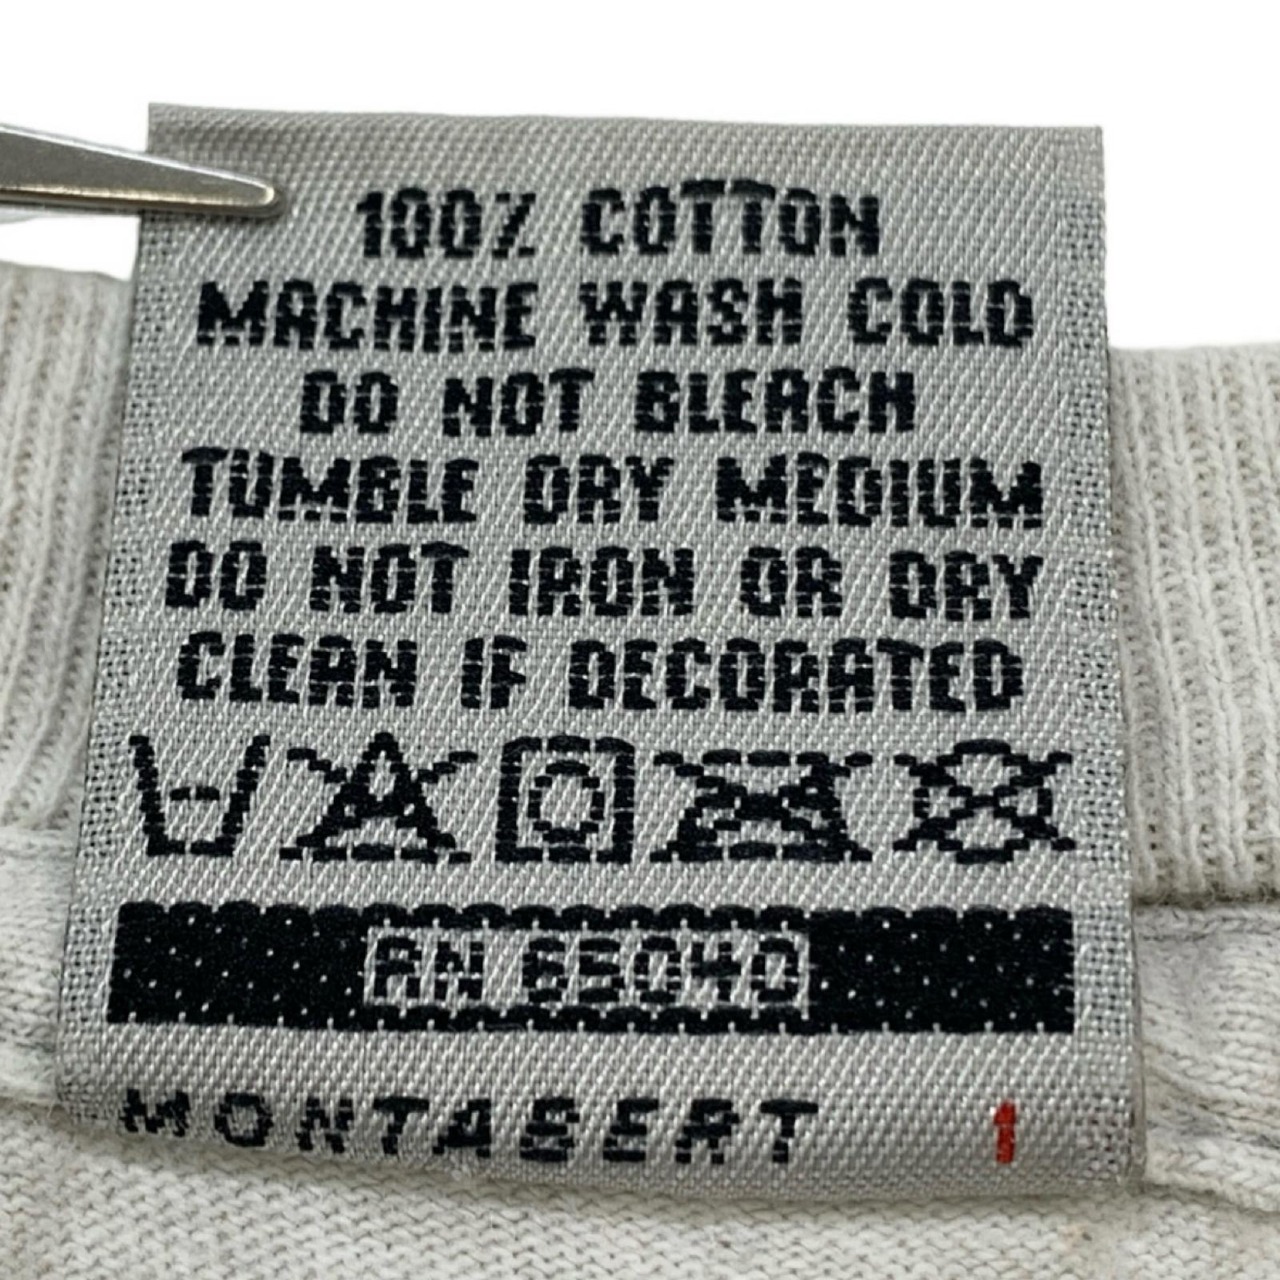 100% COTTON
MACHINE WASH COLD
DO NOT BLEACH
TUMBLE DRY MEDIUM
DO NOT IRON OR DRY
CLEAN IF DECORATED
RN 65040
MONTABERT 1